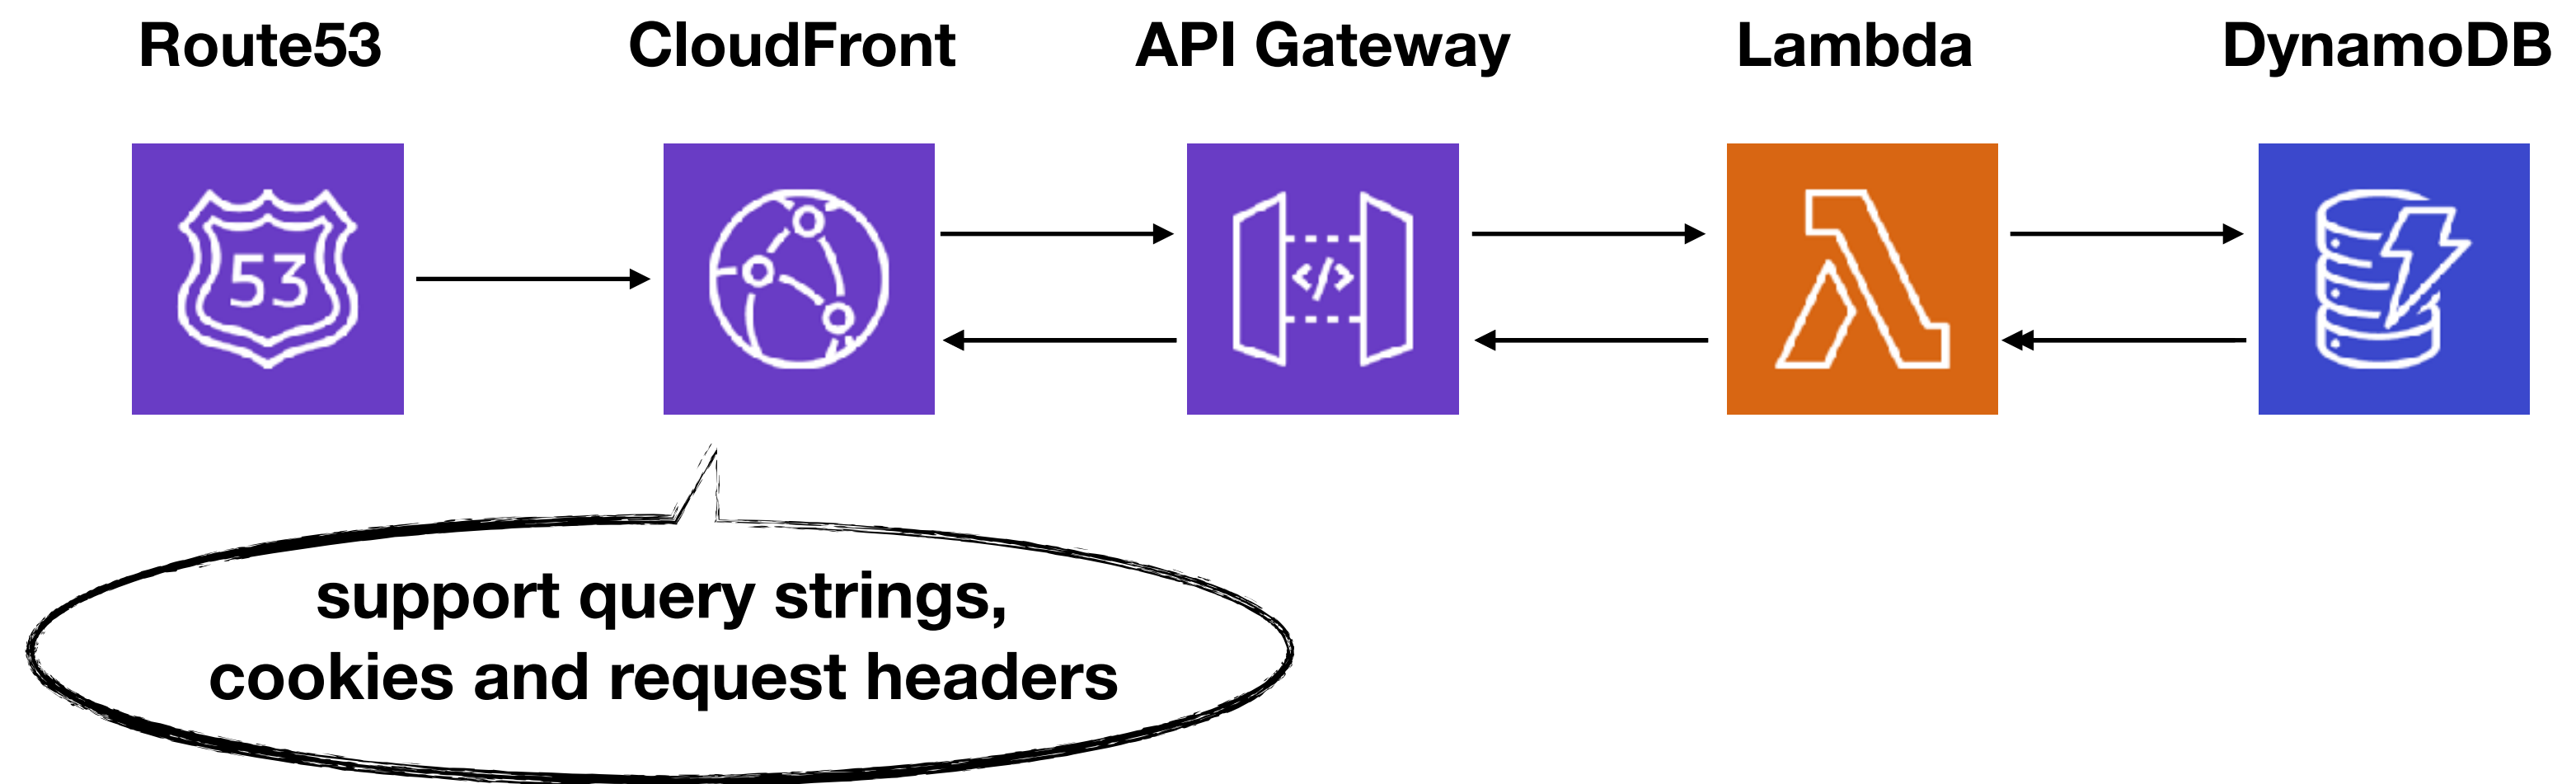 Route53
CloudFront
API Gateway
Lambda
DynamoDB
53
</>
support query strings,
cookies and request headers